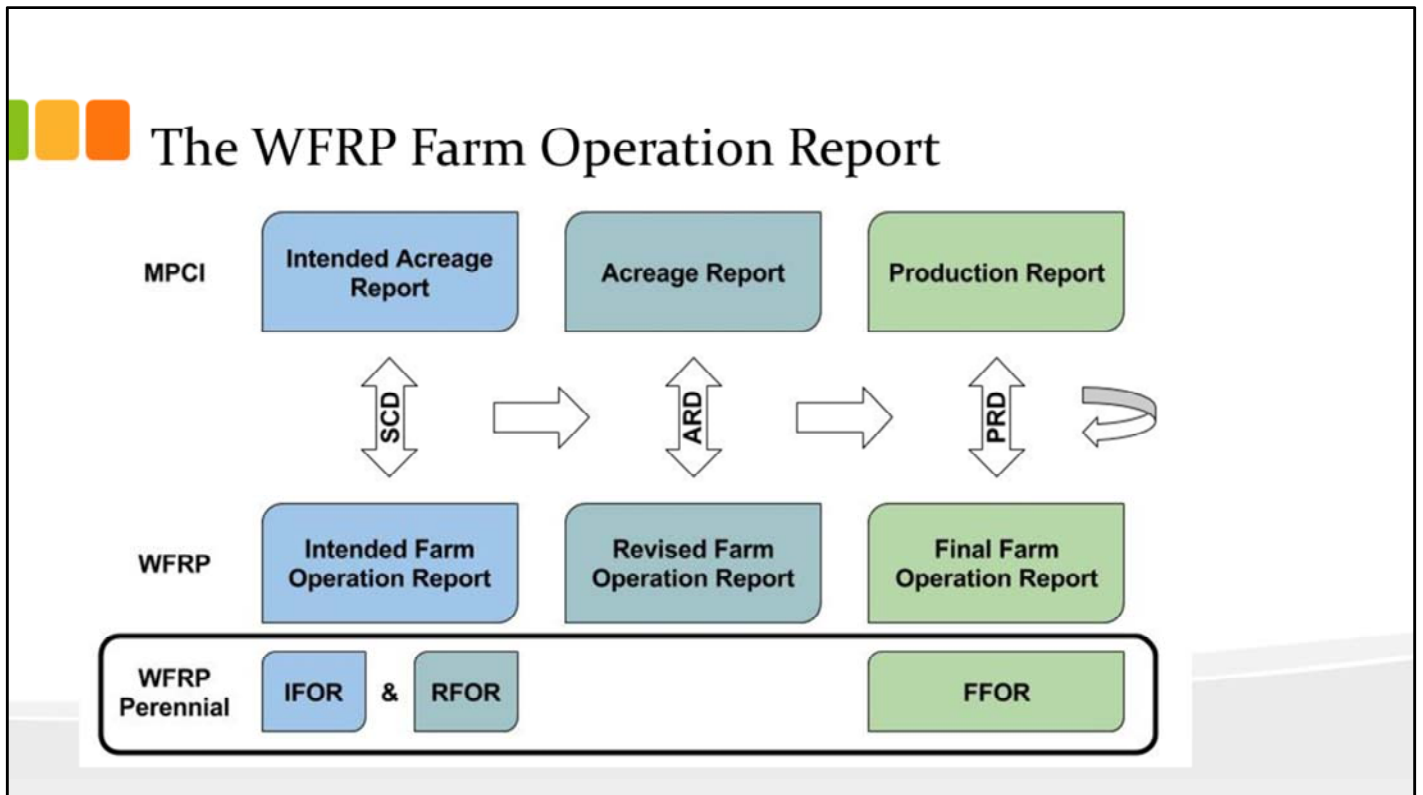 The WFRP Farm Operation Report
MPCI
Intended Acreage
Report
Acreage Report
Production Report
SCD
ARD
PRD
WFRP
Intended Farm
Operation Report
Revised Farm
Operation Report
Final Farm
Operation Report
WFRP
Perennial
IFOR
&
RFOR
FFOR